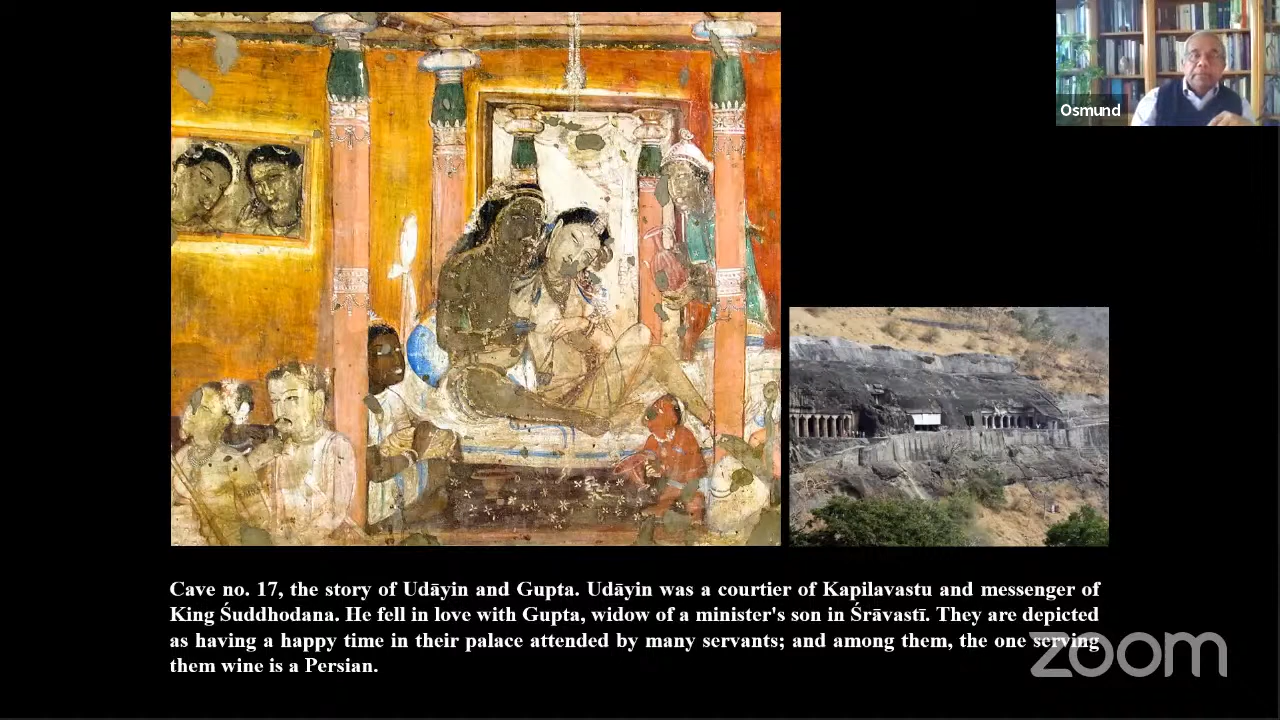 Osmund
Cave no. 17, the story of Udāyin and Gupta. Udāyin was a courtier of Kapilavastu and messenger of
King Śuddhodana. He fell in love with Gupta, widow of a minister's son in Śrāvastī. They are depicted
as having a happy time in their palace attended by many servants; and among them, the one serving
them wine is a Persian.
zoom